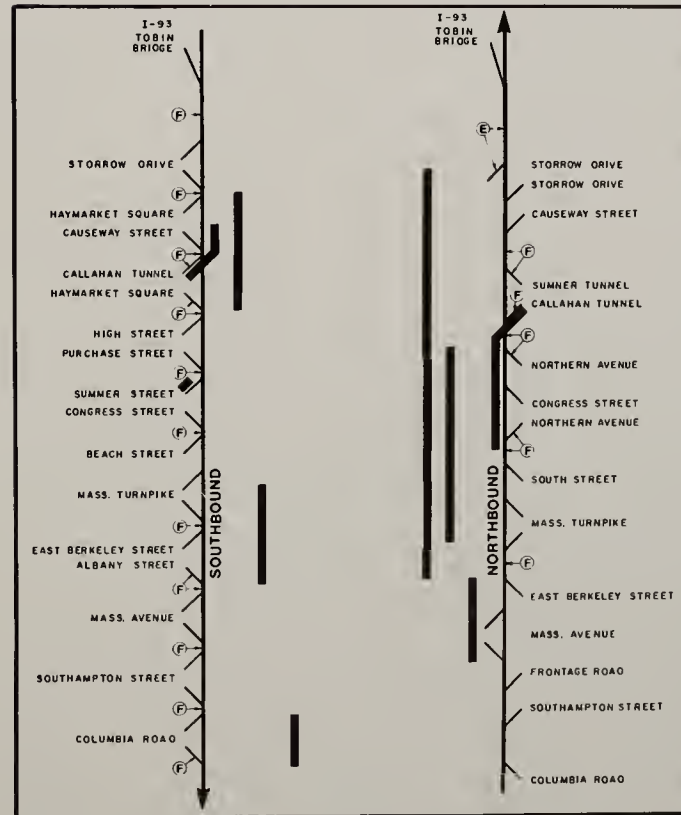 I-93
TOBIN
BRIDGE
F
STORROW DRIVE
F
HAYMARKET SQUARE
CAUSEWAY STREET
F
CALLAHAN TUNNEL
HAYMARKET SQUARE
F
HIGH STREET
PURCHASE STREET
F
SUMMER STREET
CONGRESS STREET
F
BEACH STREET
MASS. TURNPIKE
F
EAST BERKELEY STREET
ALBANY STREET
F
MASS. AVENUE
F
SOUTHAMPTON STREET
F
COLUMBIA ROAD
F
SOUTHBOUND
I-93
TOBIN
BRIDGE
E
STORROW DRIVE
STORROW DRIVE
CAUSEWAY STREET
F
SUMNER TUNNEL
F
CALLAHAN TUNNEL
F
NORTHERN AVENUE
CONGRESS STREET
NORTHERN AVENUE
F
SOUTH STREET
MASS. TURNPIKE
F
EAST BERKELEY STREET
MASS. AVENUE
FRONTAGE ROAD
SOUTHAMPTON STREET
COLUMBIA ROAD
NORTHBOUND